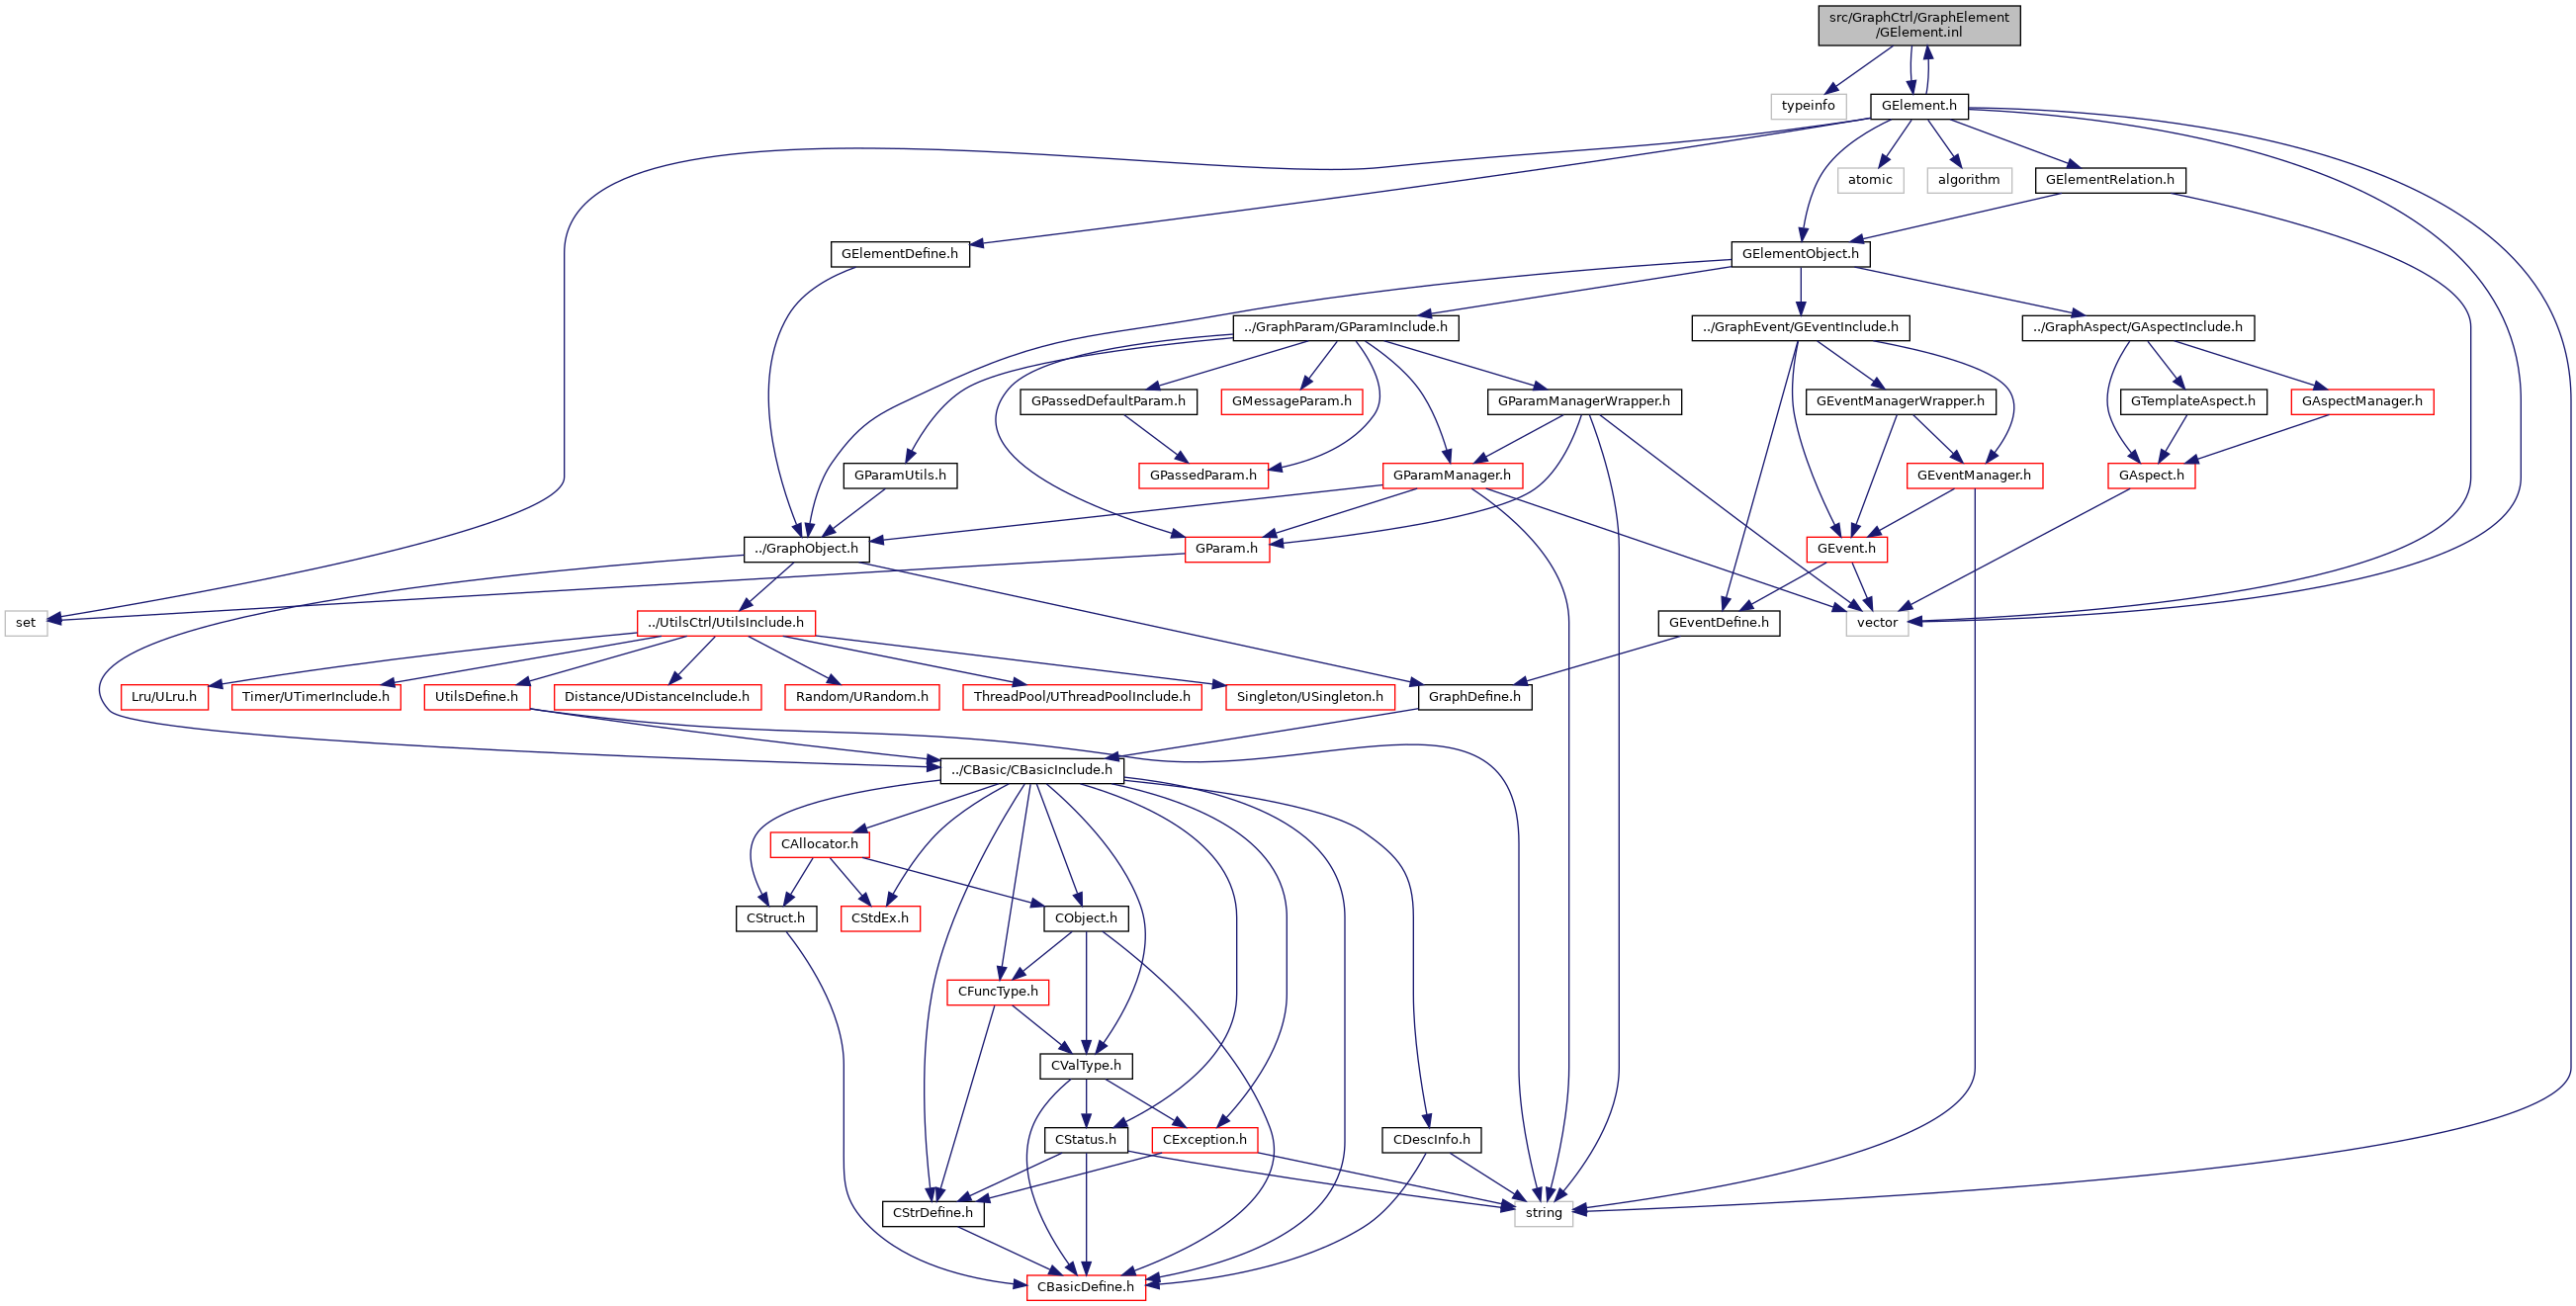 src/GraphCtrl/GraphElement
/GElement.inl
typeinfo
GElement.h
atomic
algorithm
GElementRelation.h
GElementDefine.h
GElementObject.h
../GraphParam/GParamInclude.h
../GraphEvent/GEventInclude.h
../GraphAspect/GAspectInclude.h
GPassedDefaultParam.h
GMessageParam.h
GParamManagerWrapper.h
GEventManagerWrapper.h
GTemplateAspect.h
GAspectManager.h
GParamUtils.h
GPassedParam.h
GParamManager.h
GEventManager.h
GAspect.h
../GraphObject.h
GParam.h
GEvent.h
set
../UtilsCtrl/UtilsInclude.h
GEventDefine.h
vector
Lru/ULru.h
Timer/UTimerInclude.h
UtilsDefine.h
Distance/UDistanceInclude.h
Random/URandom.h
ThreadPool/UThreadPoolInclude.h
Singleton/USingleton.h
GraphDefine.h
../CBasic/CBasicInclude.h
CAllocator.h
CStruct.h
CStdEx.h
CObject.h
CFuncType.h
CValType.h
CStatus.h
CException.h
CDescInfo.h
CStrDefine.h
string
CBasicDefine.h